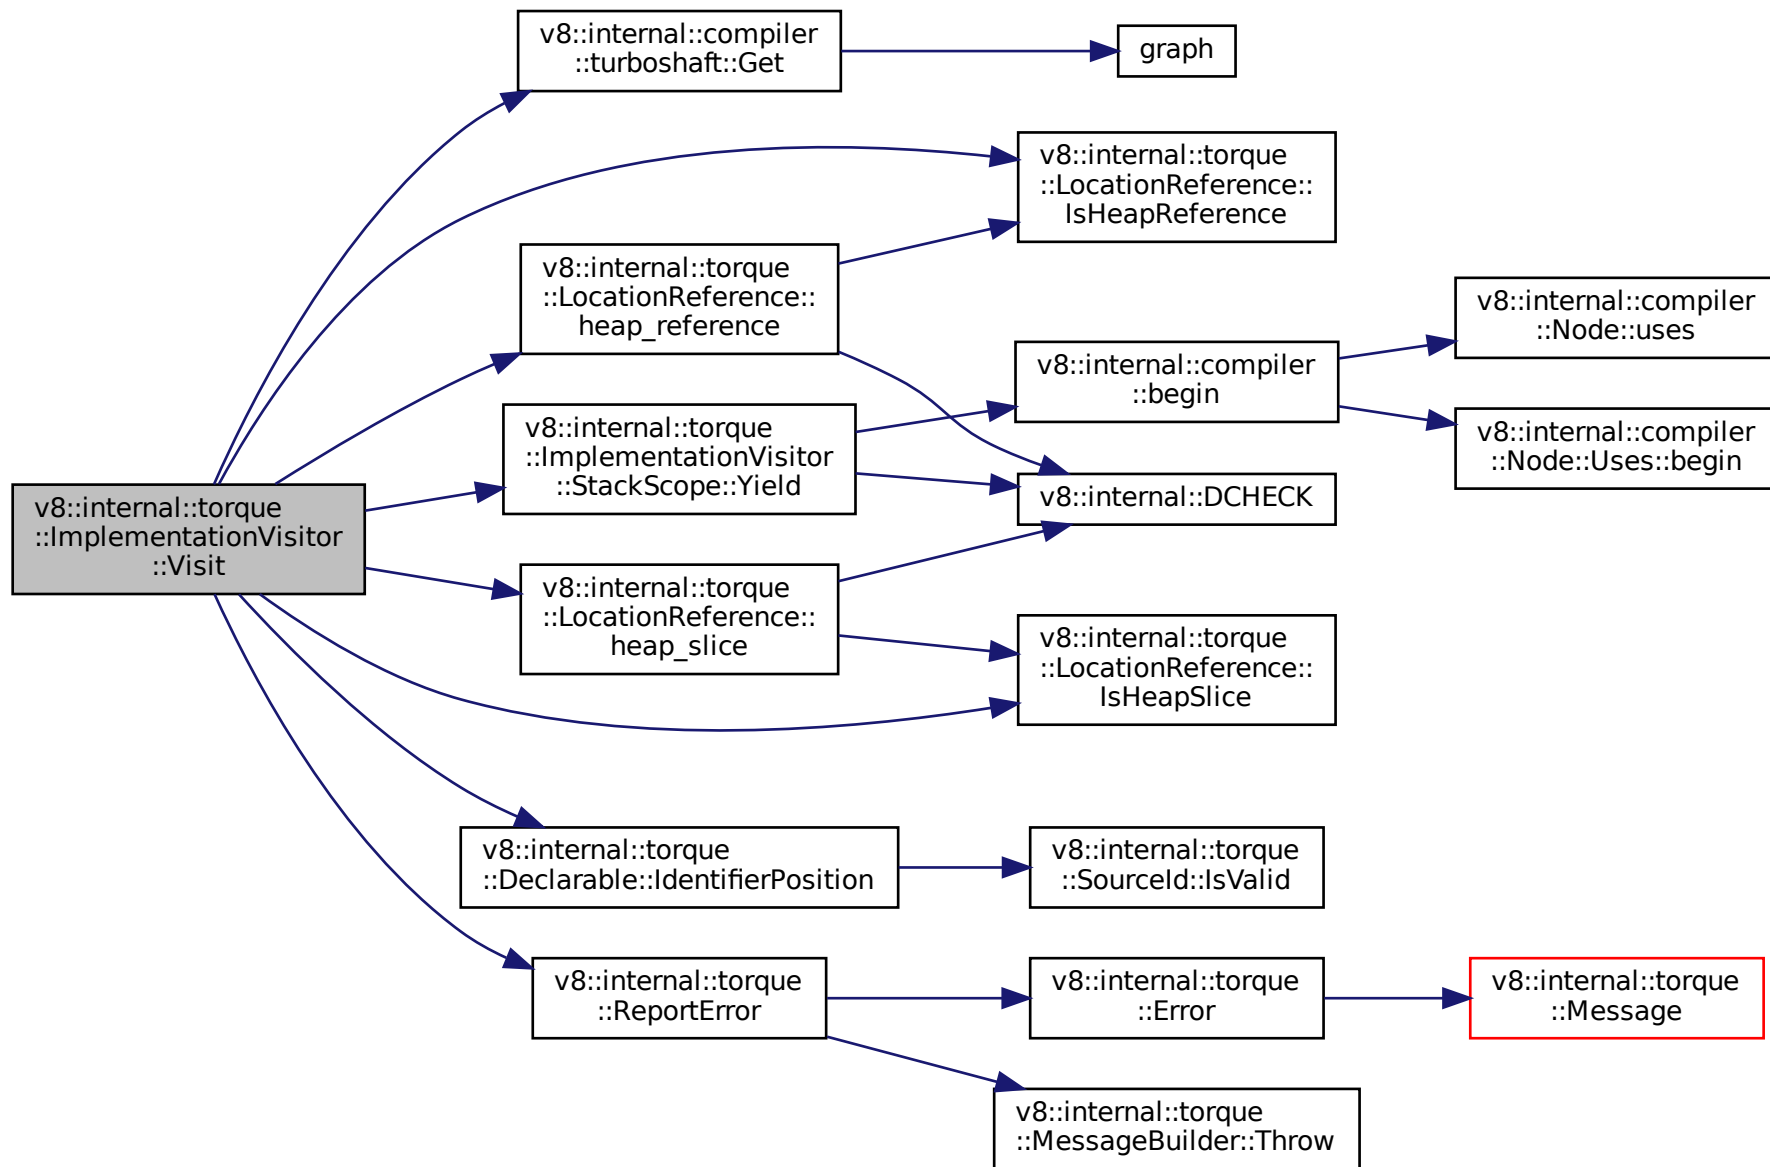 v8::internal::compiler
::turboshaft::Get
graph
v8::internal::torque
::LocationReference::
IsHeapReference
v8::internal::torque
::LocationReference::
heap_reference
v8::internal::compiler
::Node::uses
v8::internal::compiler
::begin
v8::internal::torque
::ImplementationVisitor
::StackScope::Yield
v8::internal::compiler
::Node::Uses::begin
v8::internal::DCHECK
v8::internal::torque
::ImplementationVisitor
::Visit
v8::internal::torque
::LocationReference::
heap_slice
v8::internal::torque
::LocationReference::
IsHeapSlice
v8::internal::torque
::Declarable::IdentifierPosition
v8::internal::torque
::SourceId::IsValid
v8::internal::torque
::ReportError
v8::internal::torque
::Error
v8::internal::torque
::Message
v8::internal::torque
::MessageBuilder::Throw